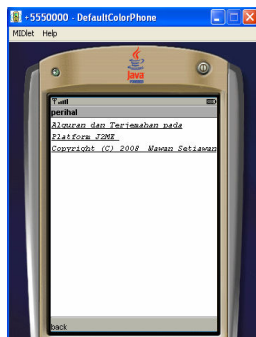 +5550000 - DefaultColorPhone
MIDlet Help
Java
perihal
Alquran dan Terjemahan pada
Platform J2ME
Copyright (C) 2008 Wawan Setiawan
back